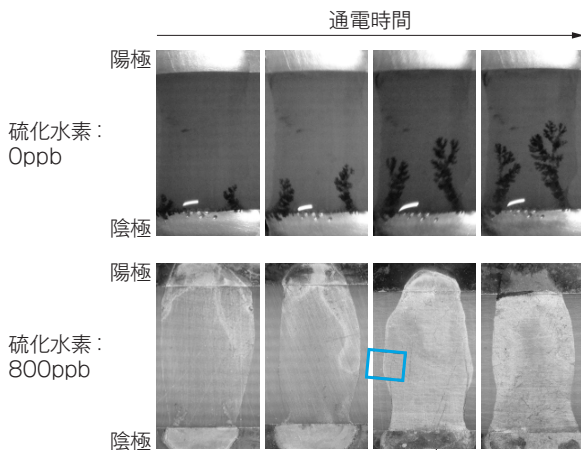 通電時間
陽極
硫化水素：
0ppb
陰極
陽極
硫化水素：
800ppb
陰極